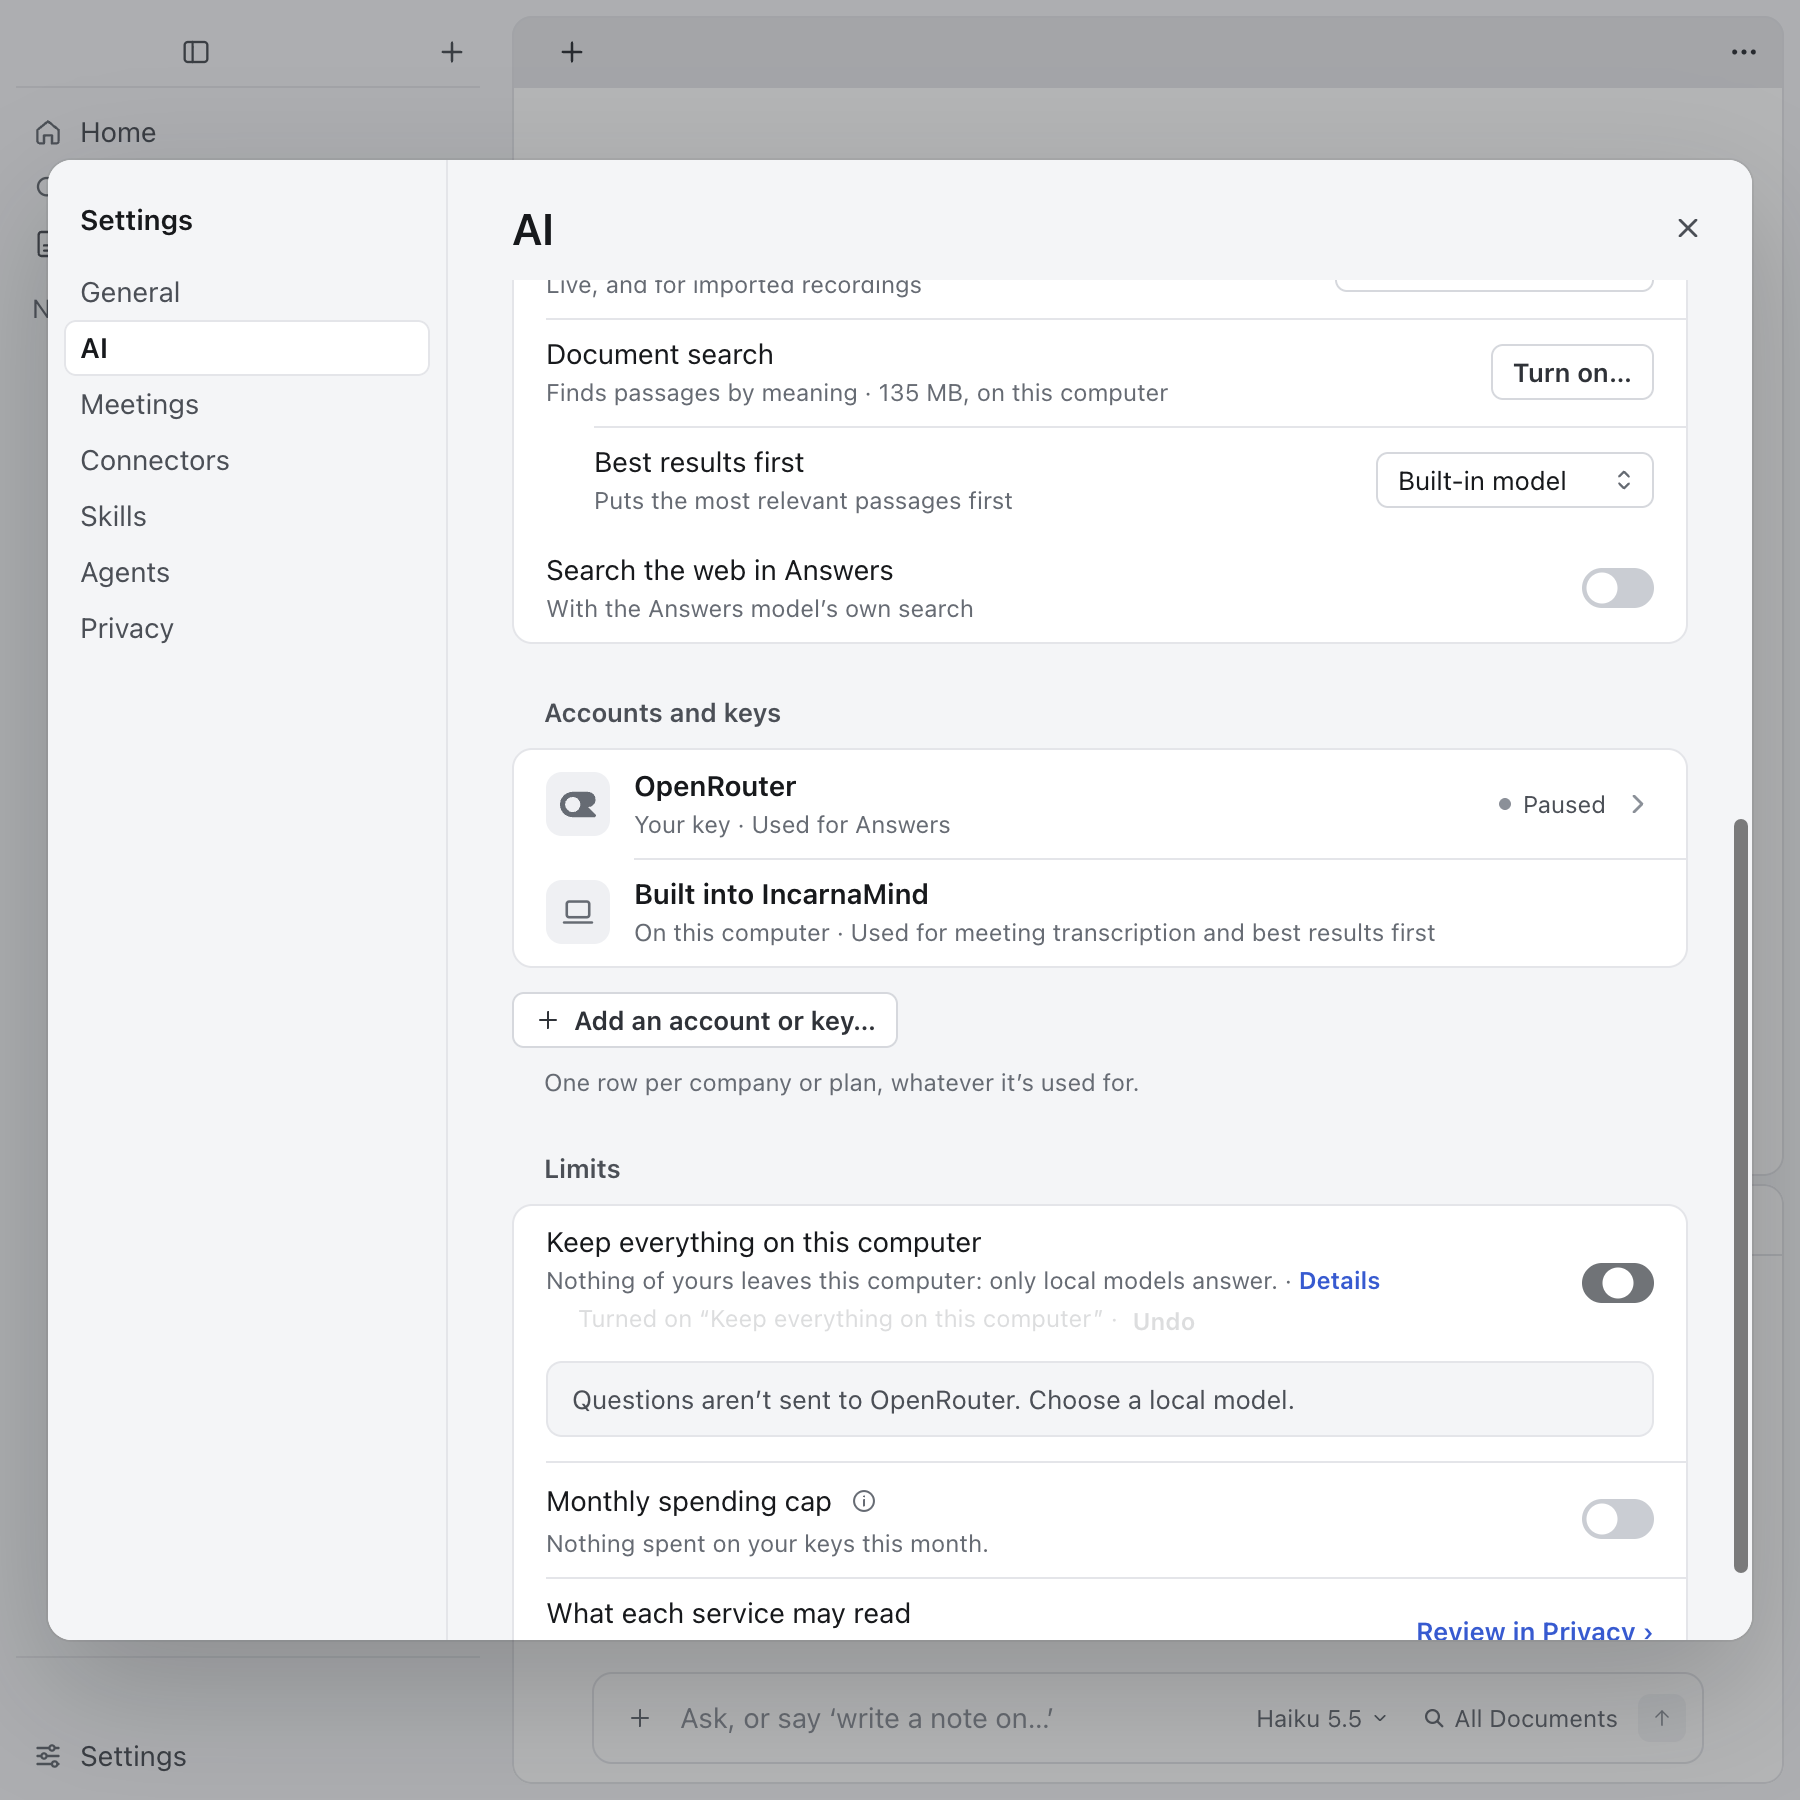 Home
N
Settings
General
AI
Meetings
Connectors
Skills
Agents
Privacy
AI
Live, and for imported recordings
Document search
Finds passages by meaning · 135 MB, on this computer
Turn on...
Best results first
Puts the most relevant passages first
Built-in model
Search the web in Answers
With the Answers model’s own search
Accounts and keys
OpenRouter
Your key · Used for Answers
Paused
Built into IncarnaMind
On this computer · Used for meeting transcription and best results first
Add an account or key...
One row per company or plan, whatever it’s used for.
Limits
Keep everything on this computer
Nothing of yours leaves this computer: only local models answer. · Details
Turned on “Keep everything on this computer” · Undo
Questions aren’t sent to OpenRouter. Choose a local model.
Monthly spending cap
Nothing spent on your keys this month.
What each service may read
Review in Privacy ›
Ask, or say ‘write a note on...’
Haiku 5.5
All Documents
Settings